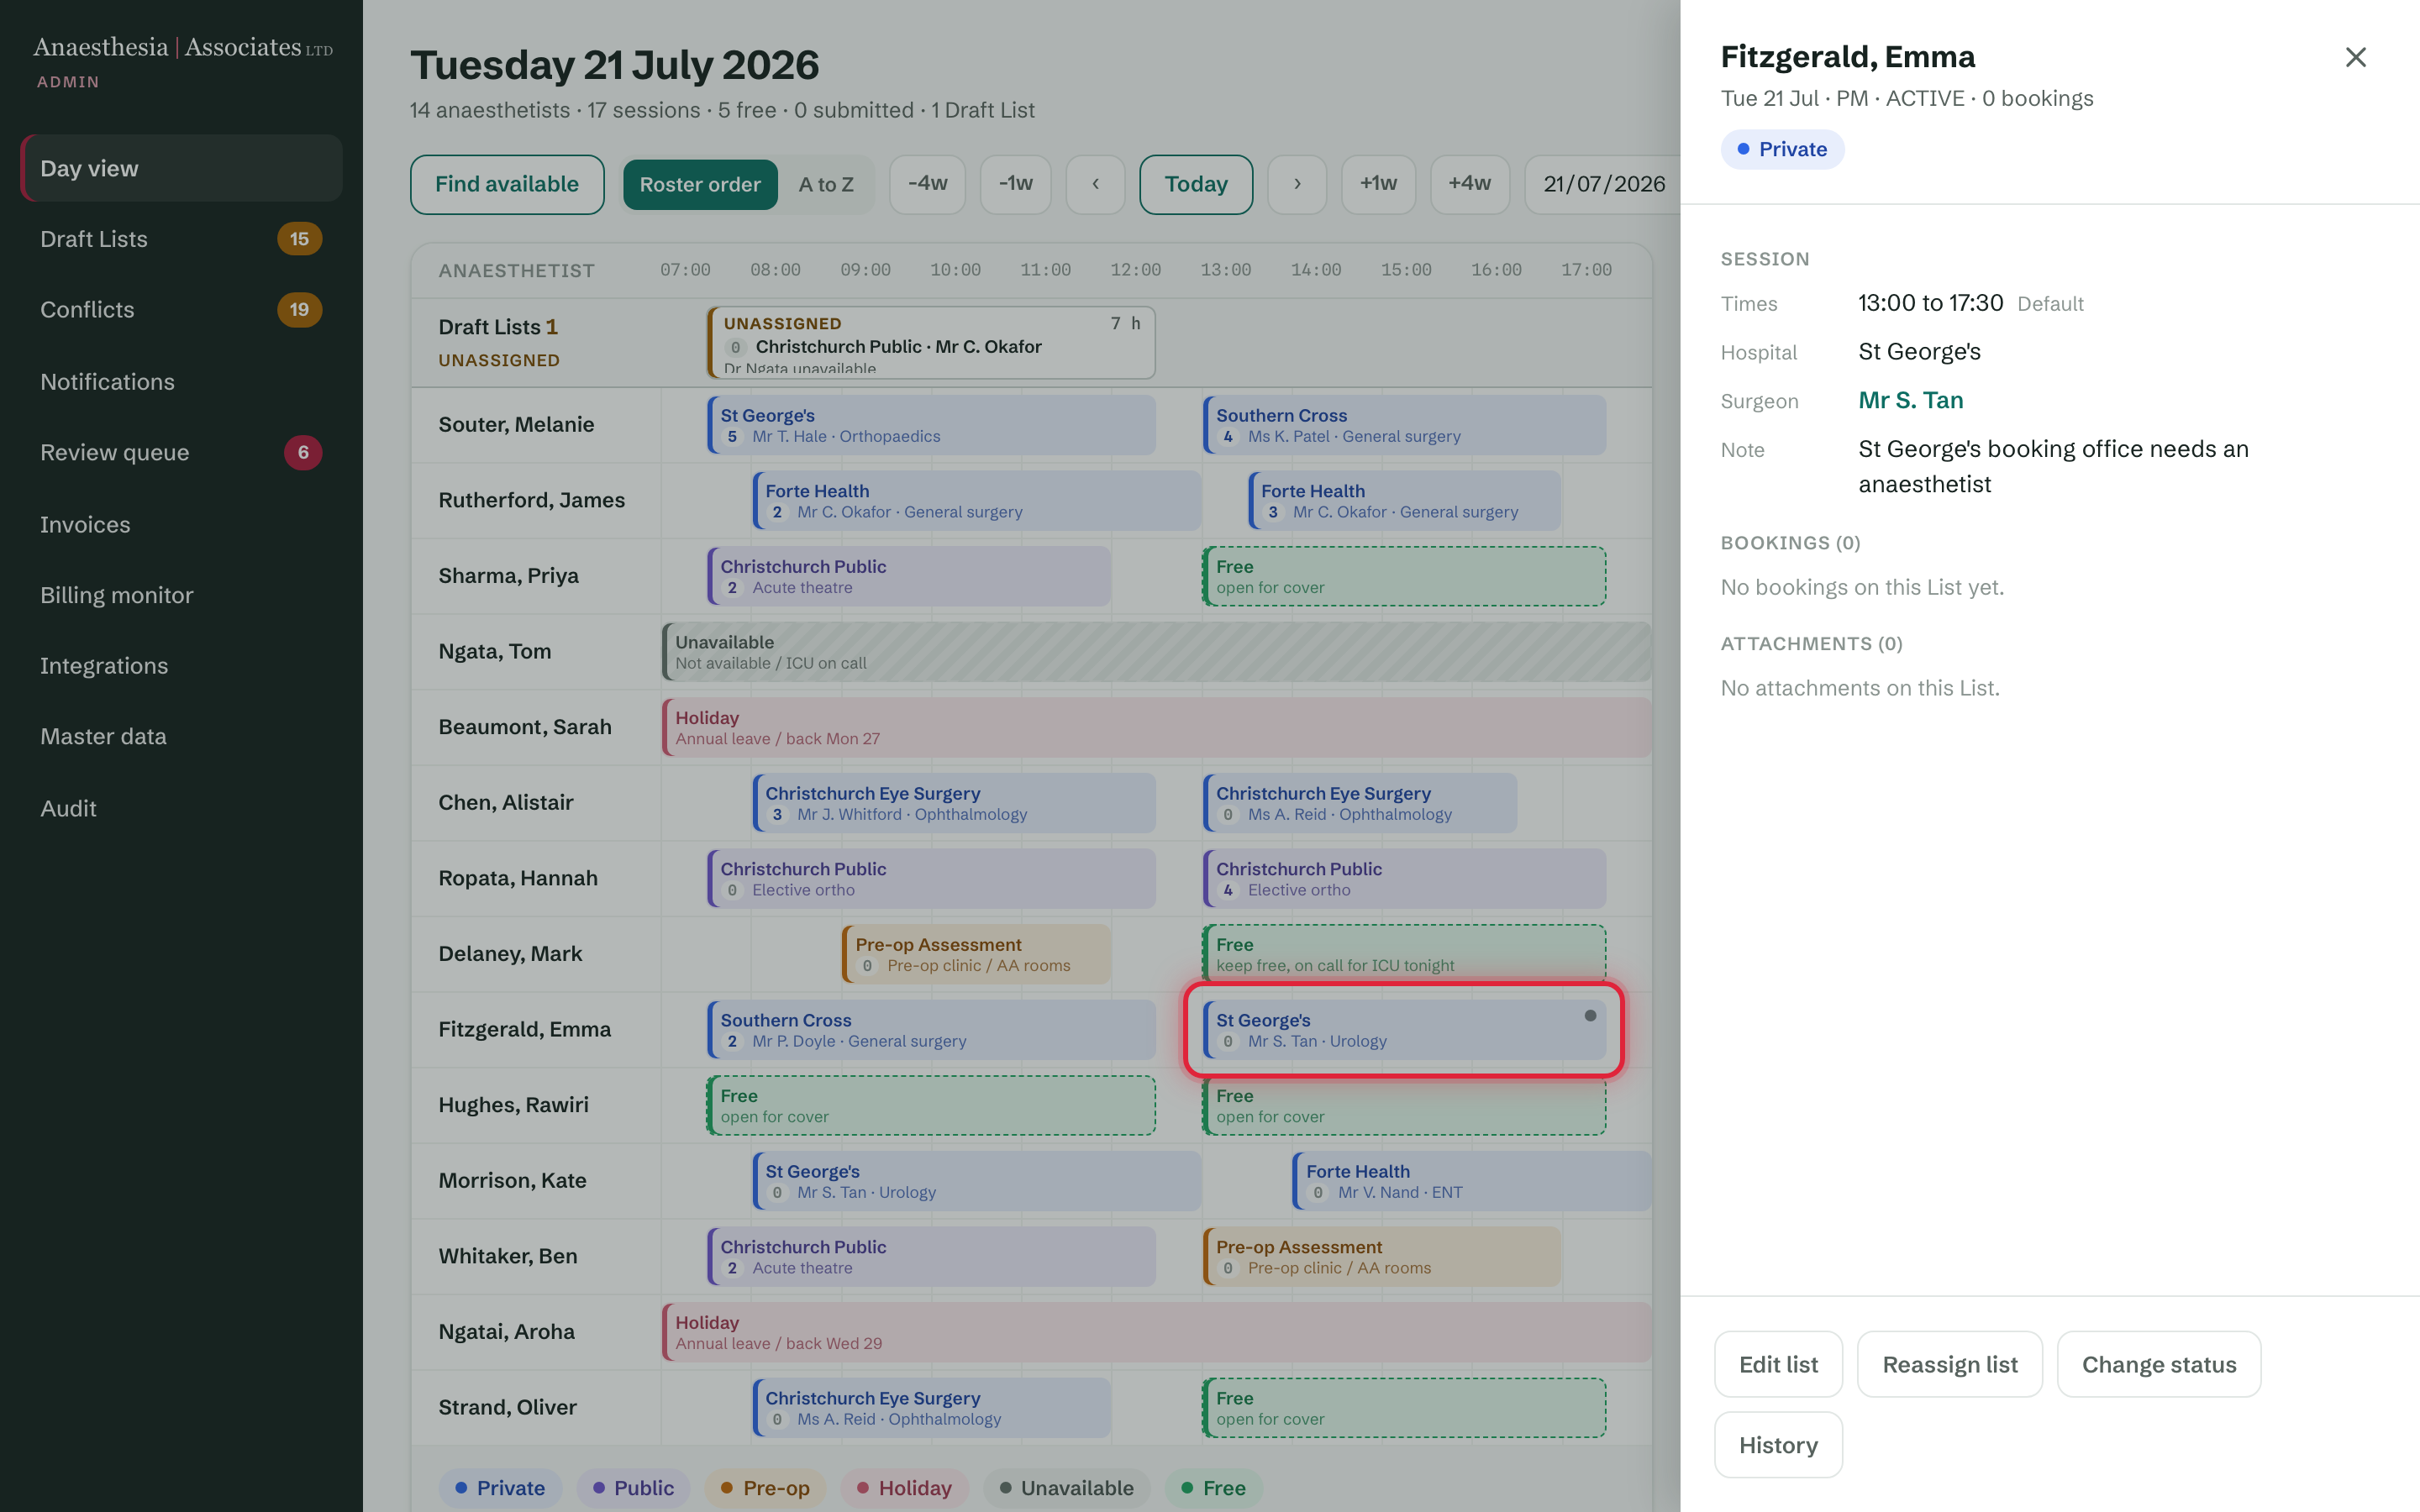 Anaesthesia | Associates LTD
ADMIN
Day view
Draft Lists 15
Conflicts 19
Notifications
Review queue 6
Invoices
Billing monitor
Integrations
Master data
Audit
Tuesday 21 July 2026
14 anaesthetists · 17 sessions · 5 free · 0 submitted · 1 Draft List
Find available
Roster order
A to Z
-4w
-1w
‹
Today
›
+1w
+4w
21/07/2026
ANAESTHETIST 07:00 08:00 09:00 10:00 11:00 12:00 13:00 14:00 15:00 16:00 17:00
Draft Lists 1
UNASSIGNED
UNASSIGNED 7 h
0 Christchurch Public · Mr C. Okafor
Dr Ngata unavailable
Souter, Melanie
St George's
5 Mr T. Hale · Orthopaedics
Southern Cross
4 Ms K. Patel · General surgery
Rutherford, James
Forte Health
2 Mr C. Okafor · General surgery
Forte Health
3 Mr C. Okafor · General surgery
Sharma, Priya
Christchurch Public
2 Acute theatre
Free
open for cover
Ngata, Tom
Unavailable
Not available / ICU on call
Beaumont, Sarah
Holiday
Annual leave / back Mon 27
Chen, Alistair
Christchurch Eye Surgery
3 Mr J. Whitford · Ophthalmology
Christchurch Eye Surgery
0 Ms A. Reid · Ophthalmology
Ropata, Hannah
Christchurch Public
0 Elective ortho
Christchurch Public
4 Elective ortho
Delaney, Mark
Pre-op Assessment
0 Pre-op clinic / AA rooms
Free
keep free, on call for ICU tonight
Fitzgerald, Emma
Southern Cross
2 Mr P. Doyle · General surgery
St George's
0 Mr S. Tan · Urology
Hughes, Rawiri
Free
open for cover
Free
open for cover
Morrison, Kate
St George's
0 Mr S. Tan · Urology
Forte Health
0 Mr V. Nand · ENT
Whitaker, Ben
Christchurch Public
2 Acute theatre
Pre-op Assessment
0 Pre-op clinic / AA rooms
Ngatai, Aroha
Holiday
Annual leave / back Wed 29
Strand, Oliver
Christchurch Eye Surgery
0 Ms A. Reid · Ophthalmology
Free
open for cover
Private
Public
Pre-op
Holiday
Unavailable
Free
Fitzgerald, Emma
Tue 21 Jul · PM · ACTIVE · 0 bookings
Private
SESSION
Times 13:00 to 17:30 Default
Hospital St George's
Surgeon Mr S. Tan
Note St George's booking office needs an
anaesthetist
BOOKINGS (0)
No bookings on this List yet.
ATTACHMENTS (0)
No attachments on this List.
Edit list
Reassign list
Change status
History